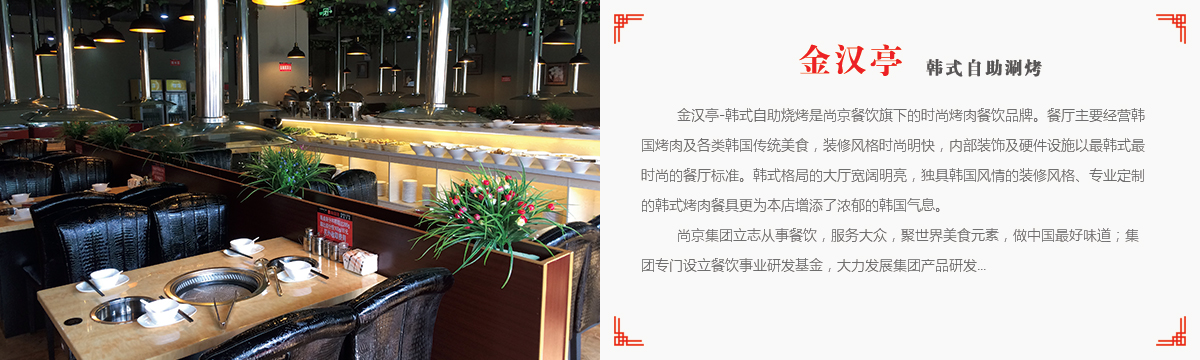 金汉亭 韩式自助涮烤
金汉亭-韩式自助烧烤是尚京餐饮旗下的时尚烤肉餐饮品牌。餐厅主要经营韩
国烤肉及各类韩国传统美食，装修风格时尚明快，内部装饰及硬件设施以最韩式最
时尚的餐厅标准。韩式格局的大厅宽阔明亮，独具韩国风情的装修风格、专业定制
的韩式烤肉餐具更为本店增添了浓郁的韩国气息。
尚京集团立志从事餐饮，服务大众，聚世界美食元素，做中国最好味道；集
团专门设立餐饮事业研发基金，大力发展集团产品研发...